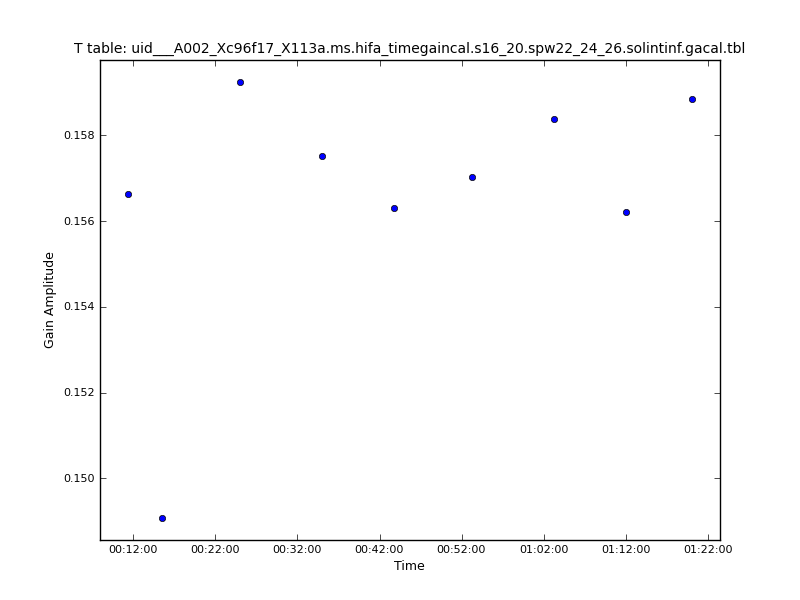 T table: uid___A002_Xc96f17_X113a.ms.hifa_timegaincal.s16_20.spw22_24_26.solintinf.gacal.tbl
0.158
0.156
0.154
0.152
0.150
Gain Amplitude
00:12:00 00:22:00 00:32:00 00:42:00 00:52:00 01:02:00 01:12:00 01:22:00
Time